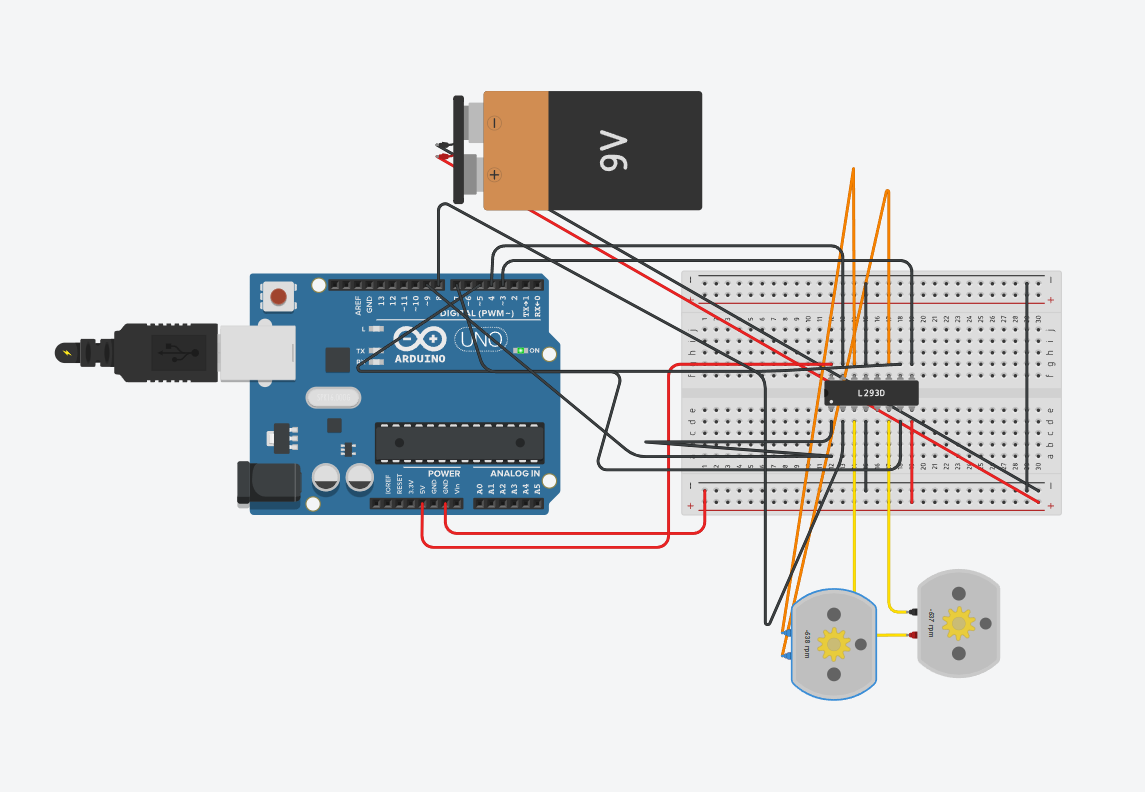 9V
−
+
AREF
GND
13
12
~11
~10
~9
8
7
~6
~5
4
~3
2
TX→1
RX←0
DIGITAL (PWM~)
L
TX
RX
ARDUINO
UNO
ON
POWER
ANALOG IN
IOREF
RESET
3.3V
5V
GND
GND
Vin
A0
A1
A2
A3
A4
A5
L293D
-638 rpm
-637 rpm